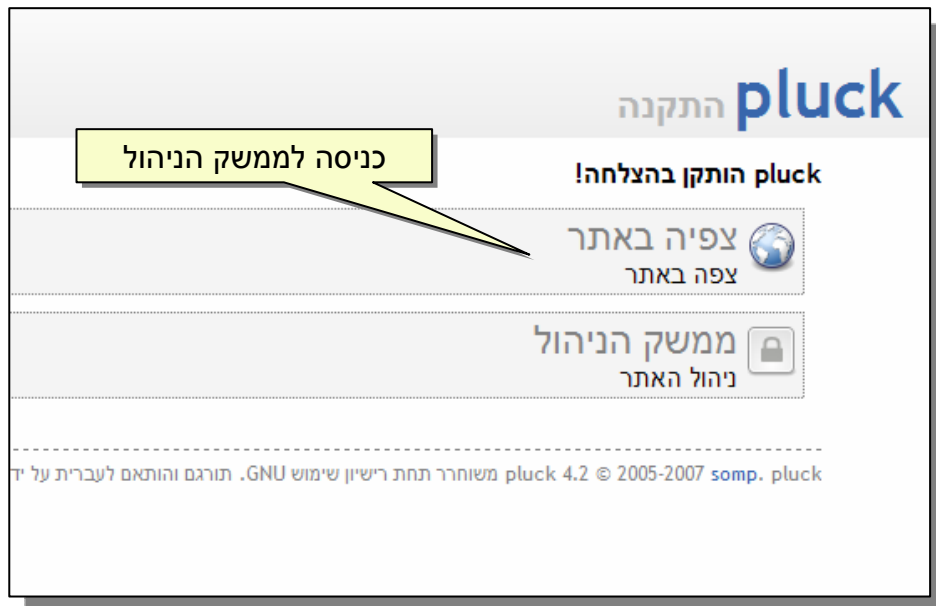 pluck התקנה
כניסה לממשק הניהול
pluck הותקן בהצלחה!
צפיה באתר
צפה באתר
ממשק הניהול
ניהול האתר
pluck 4.2 © 2005-2007 somp. pluck משוחרר תחת רישיון שימוש GNU. תורגם והותאם לעברית על יד